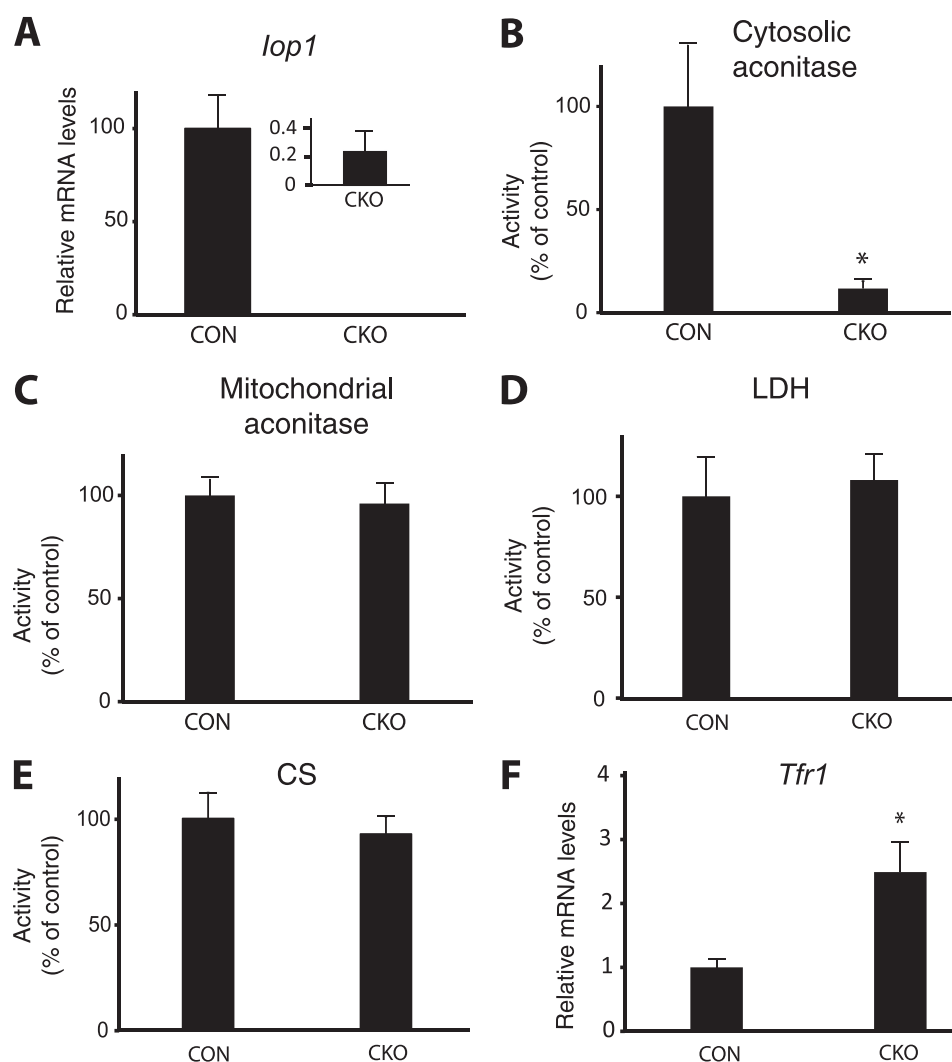 A
Iop1
Relative mRNA levels
100
50
0
0.4
0.2
0
CKO
CON
CKO
B
Cytosolic
aconitase
Activity
(% of control)
100
50
0
*
CON
CKO
C
Mitochondrial
aconitase
Activity
(% of control)
100
50
0
CON
CKO
D
LDH
Activity
(% of control)
100
50
0
CON
CKO
E
CS
Activity
(% of control)
100
50
0
CON
CKO
F
Tfr1
Relative mRNA levels
4
3
2
1
0
*
CON
CKO